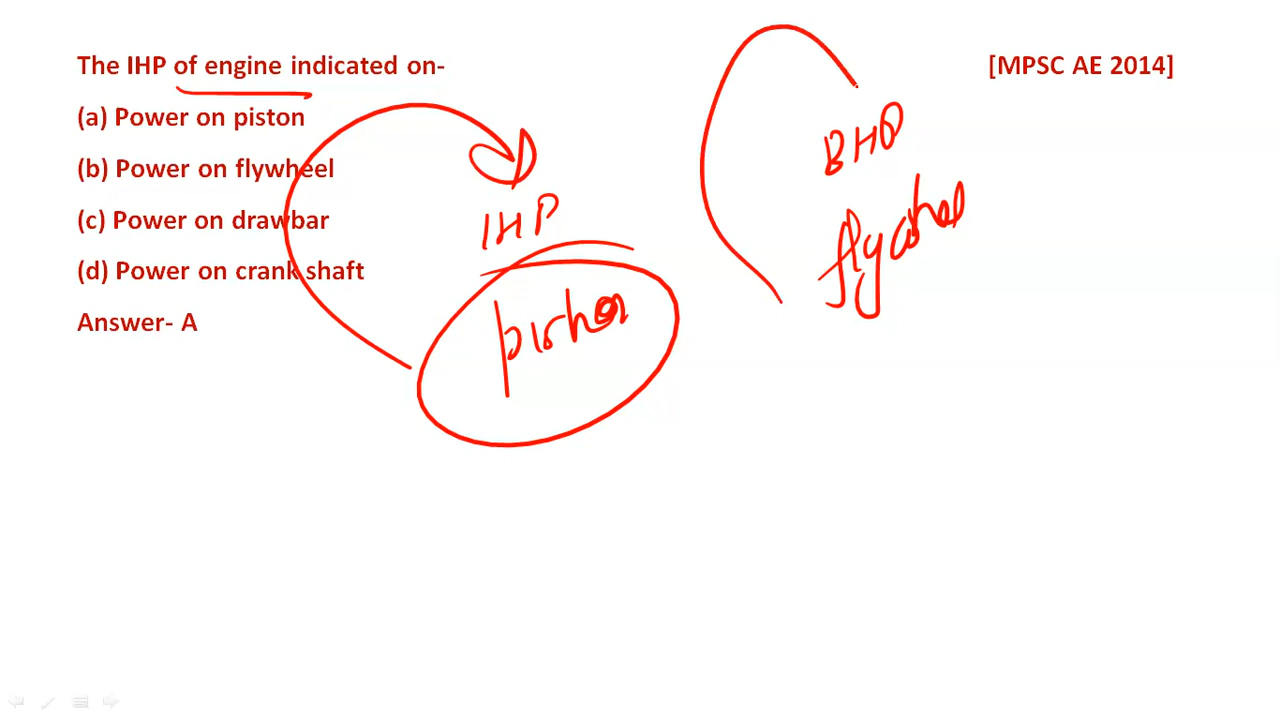 The IHP of engine indicated on- [MPSC AE 2014]
(a) Power on piston
(b) Power on flywheel
(c) Power on drawbar
(d) Power on crank shaft
Answer- A
IHP
piston
BHP
flywheel